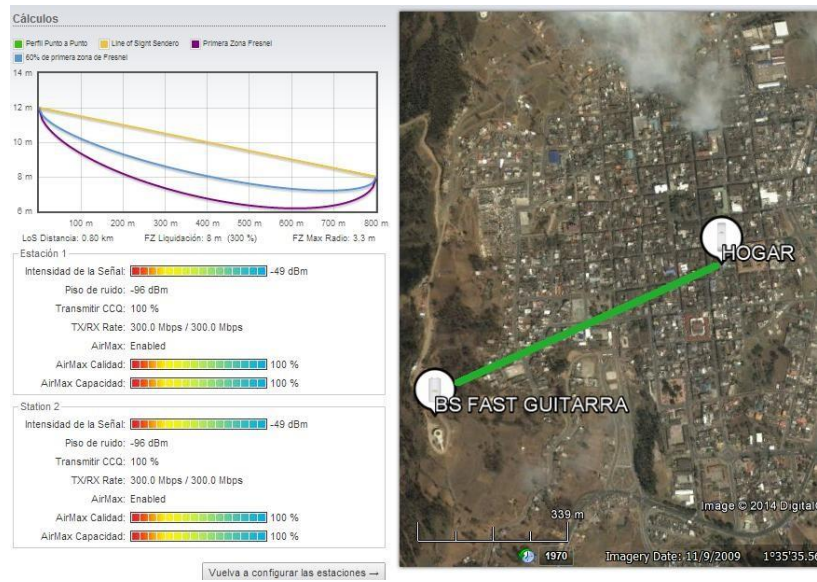 Cálculos
Perfil Punto a Punto
Line of Sight Sendero
Primera Zona Fresnel
60% de primera zona de Fresnel
14 m
12 m
10 m
8 m
6 m
100 m 200 m 300 m 400 m 500 m 600 m 700 m 800 m
LoS Distancia: 0.80 km FZ Liquidación: 8 m (300 %) FZ Max Radio: 3.3 m
Estación 1
Intensidad de la Señal: -49 dBm
Piso de ruido: -96 dBm
Transmitir CCQ: 100 %
TX/RX Rate: 300.0 Mbps / 300.0 Mbps
AirMax: Enabled
AirMax Calidad: 100 %
AirMax Capacidad: 100 %
Station 2
Intensidad de la Señal: -49 dBm
Piso de ruido: -96 dBm
Transmitir CCQ: 100 %
TX/RX Rate: 300.0 Mbps / 300.0 Mbps
AirMax: Enabled
AirMax Calidad: 100 %
AirMax Capacidad: 100 %
Vuelva a configurar las estaciones →
HOGAR
BS FAST GUITARRA
339 m
Image © 2014 DigitalG
1970
Imagery Date: 11/9/2009
1°35'35.56